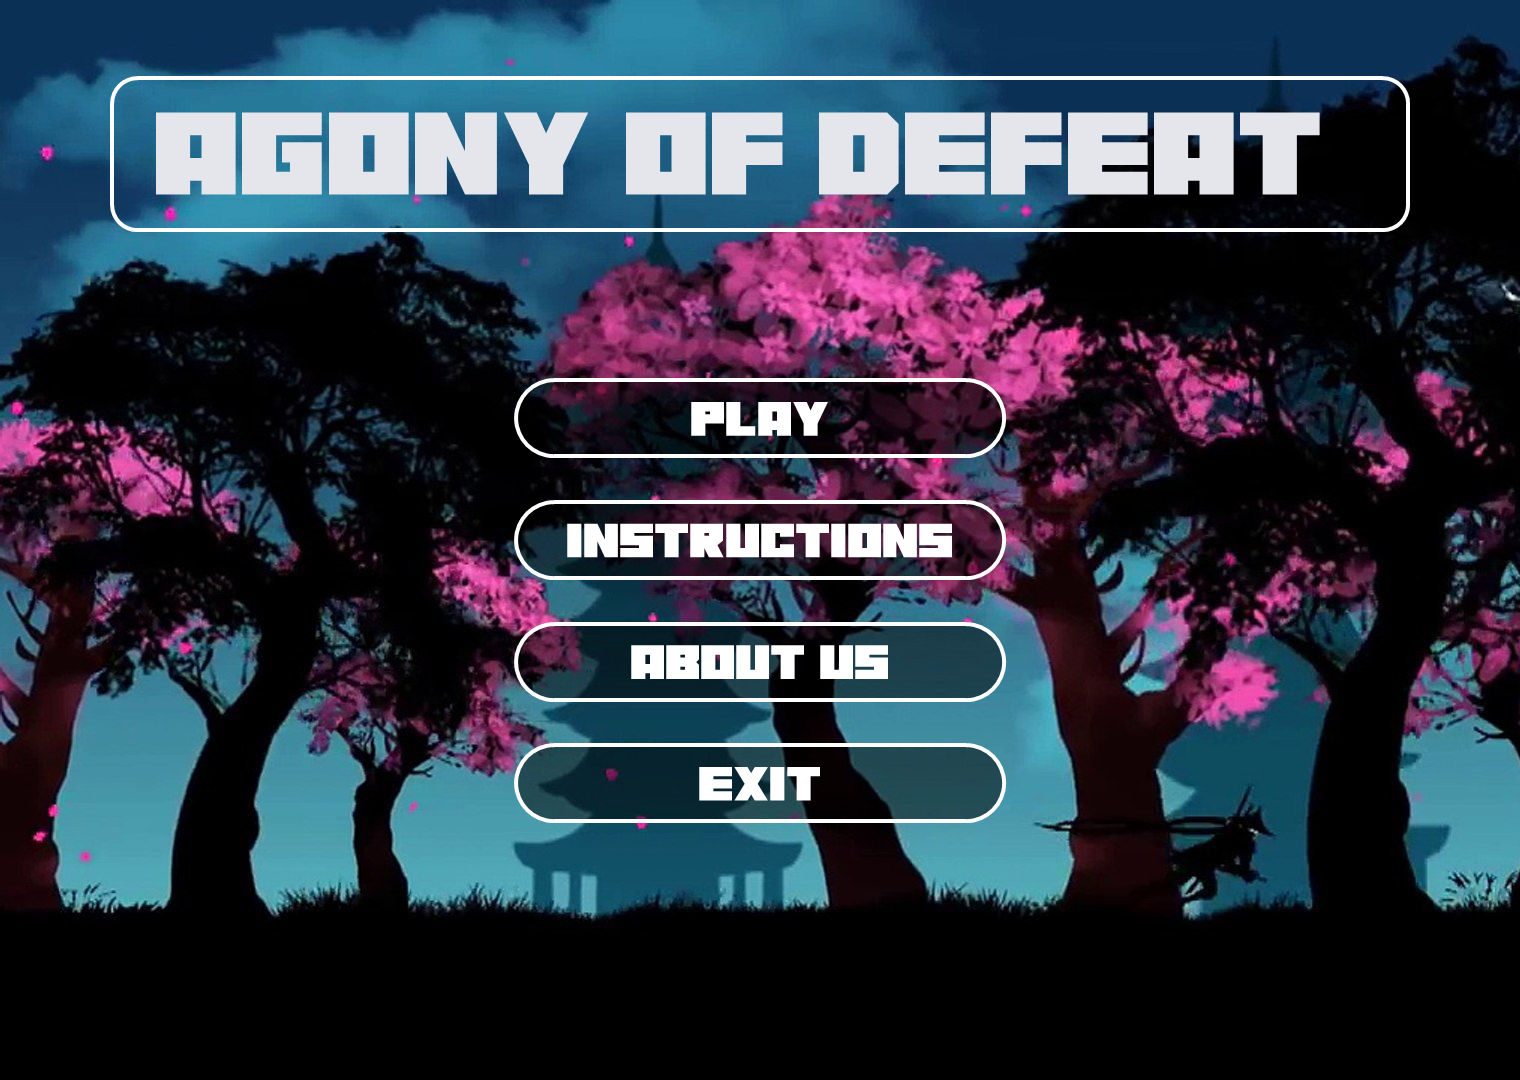 AGONY OF DEFEAT
PLAY
INSTRUCTIONS
ABOUT US
EXIT